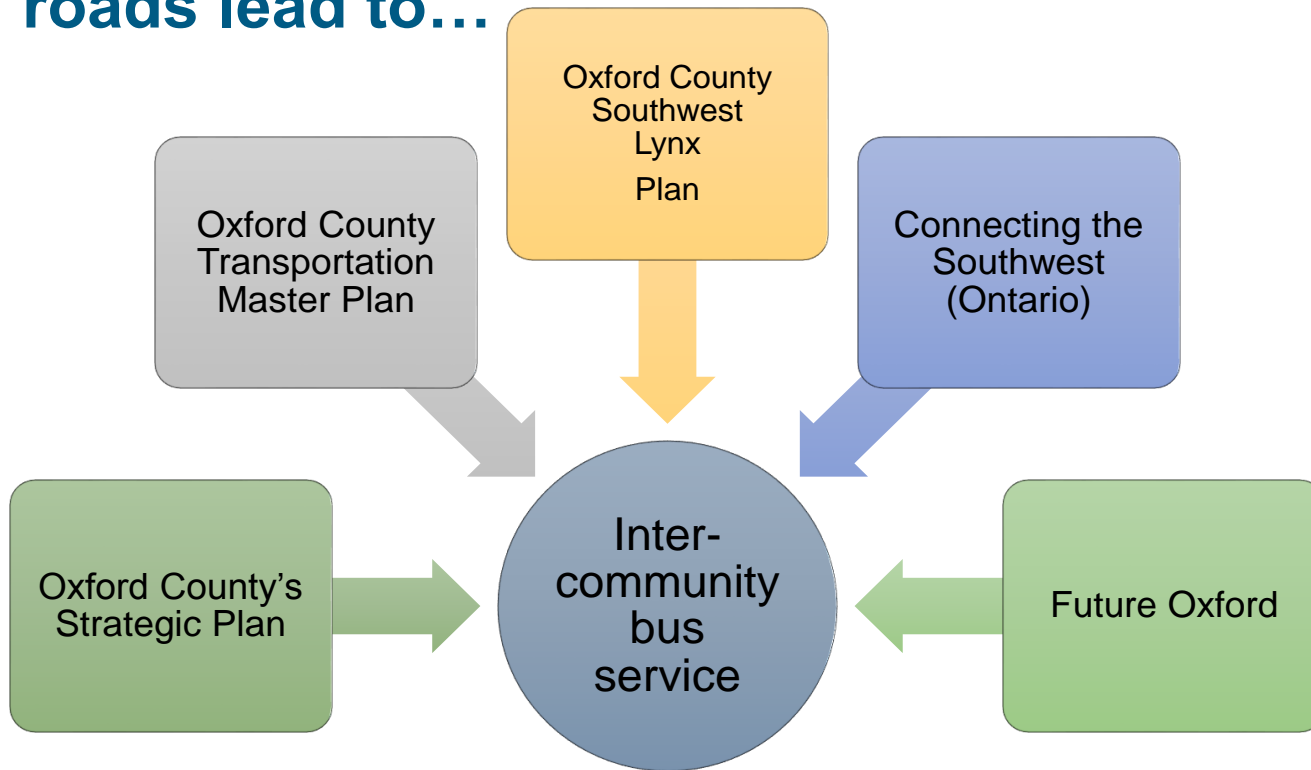 roads lead to…
Oxford County
Southwest
Lynx
Plan
Oxford County
Transportation
Master Plan
Connecting the
Southwest
(Ontario)
Oxford County’s
Strategic Plan
Inter-
community
bus
service
Future Oxford